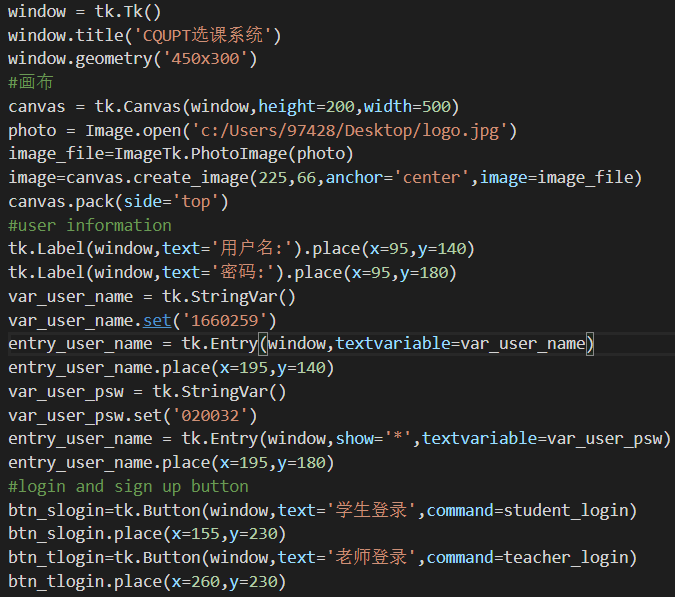 window = tk.Tk()
window.title('CQUPT选课系统')
window.geometry('450x300')
#画布
canvas = tk.Canvas(window,height=200,width=500)
photo = Image.open('c:/Users/97428/Desktop/logo.jpg')
image_file=ImageTk.PhotoImage(photo)
image=canvas.create_image(225,66,anchor='center',image=image_file)
canvas.pack(side='top')
#user information
tk.Label(window,text='用户名:').place(x=95,y=140)
tk.Label(window,text='密码:').place(x=95,y=180)
var_user_name = tk.StringVar()
var_user_name.set('1660259')
entry_user_name = tk.Entry(window,textvariable=var_user_name)
entry_user_name.place(x=195,y=140)
var_user_psw = tk.StringVar()
var_user_psw.set('020032')
entry_user_name = tk.Entry(window,show='*',textvariable=var_user_psw)
entry_user_name.place(x=195,y=180)
#login and sign up button
btn_slogin=tk.Button(window,text='学生登录',command=student_login)
btn_slogin.place(x=155,y=230)
btn_tlogin=tk.Button(window,text='老师登录',command=teacher_login)
btn_tlogin.place(x=260,y=230)